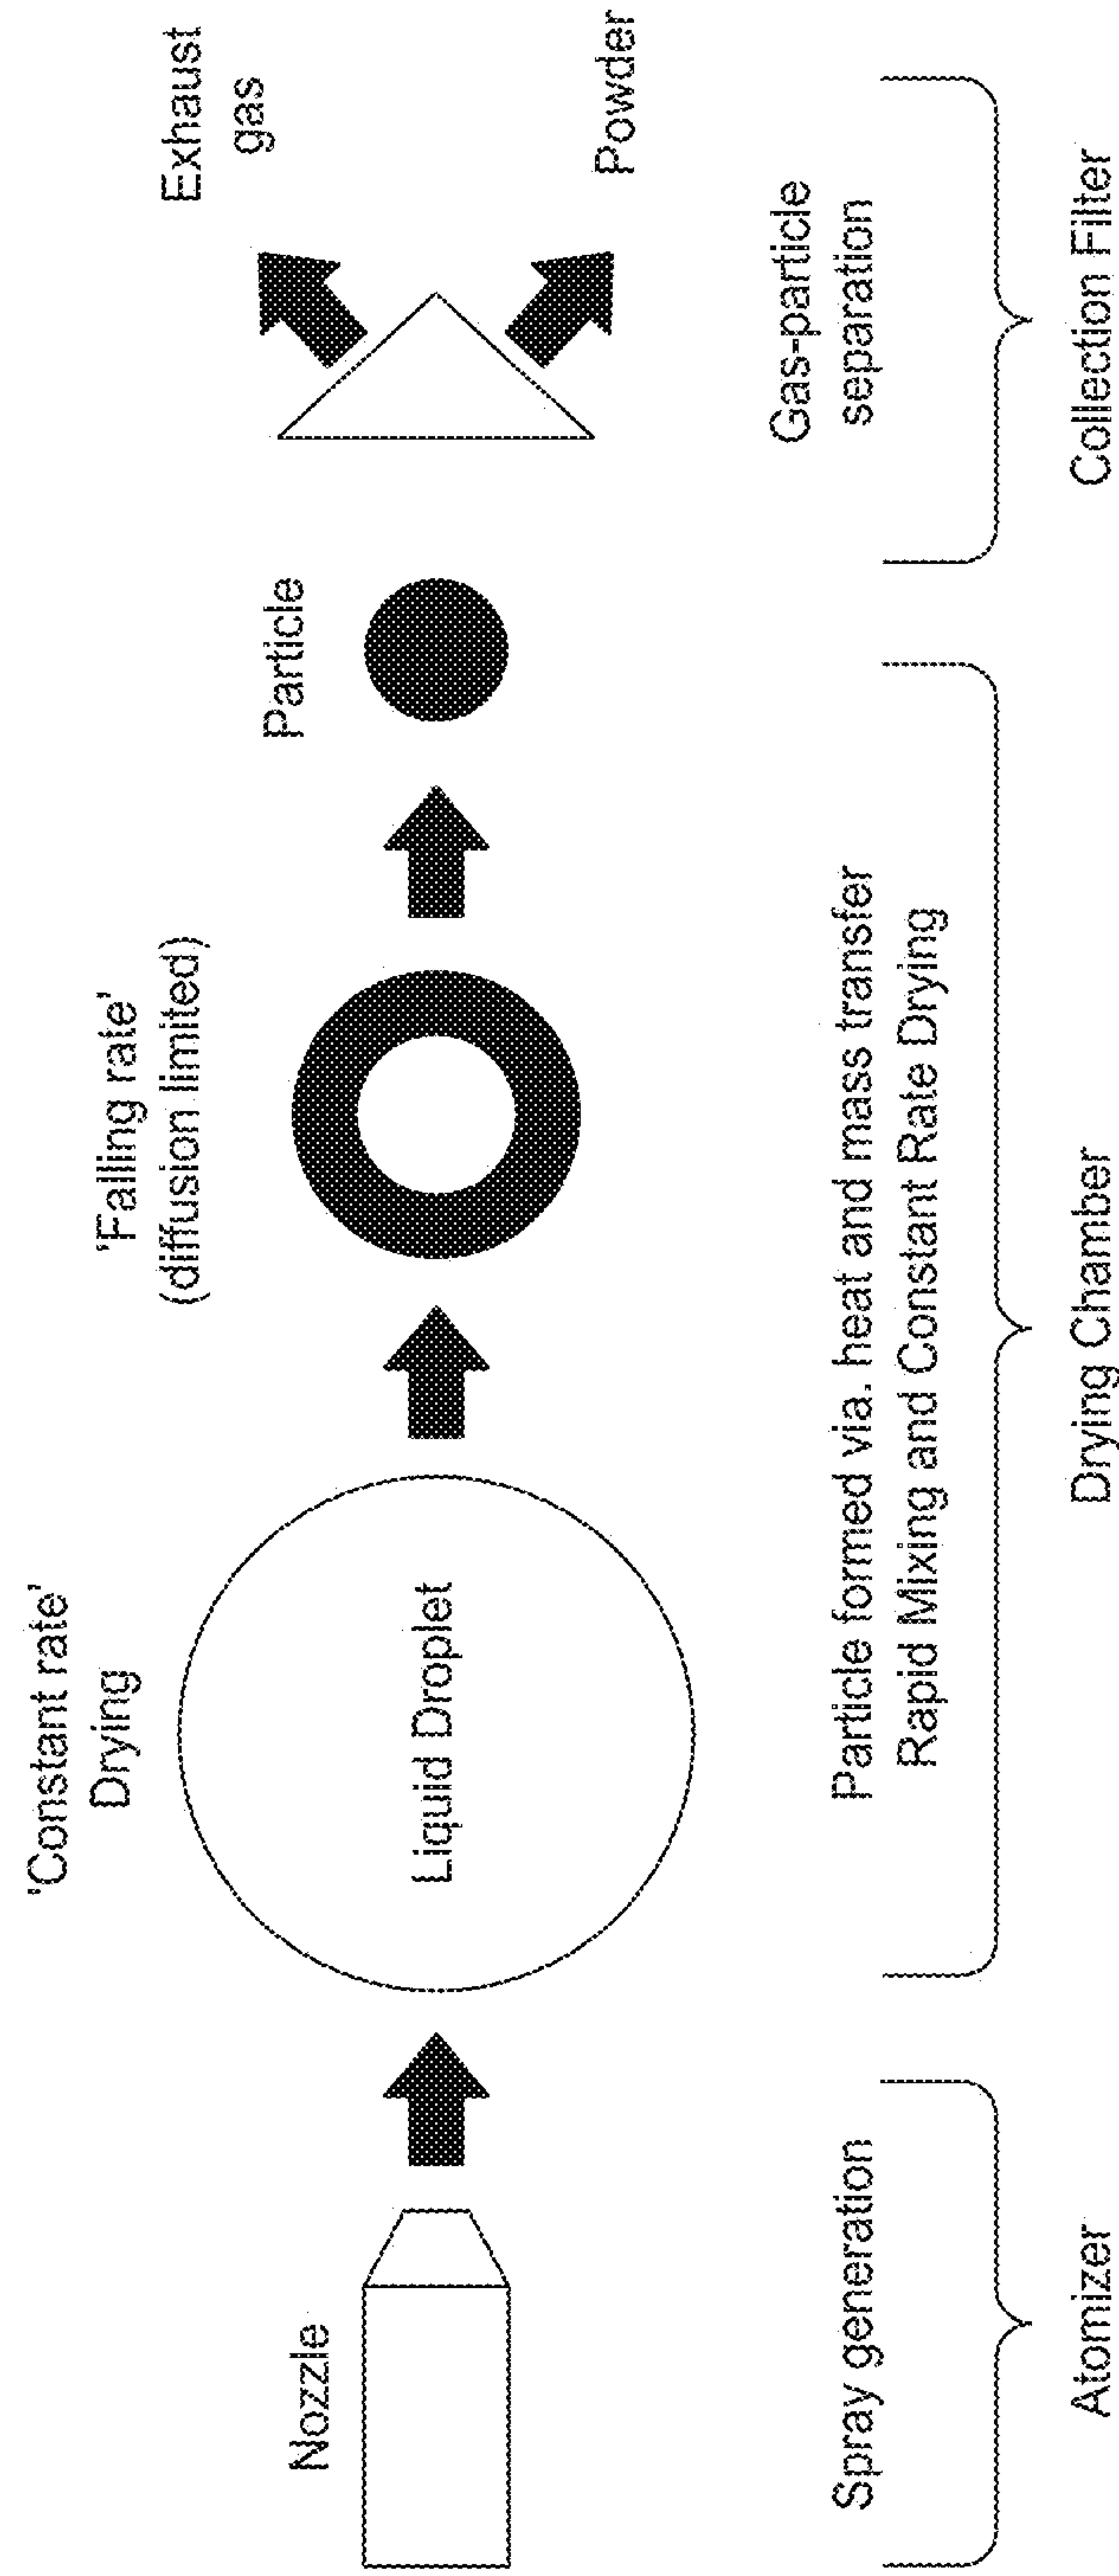 Nozzle
'Constant rate'
Drying
Liquid Droplet
'Falling rate'
(diffusion limited)
Particle
Exhaust
gas
Powder
Spray generation
Particle formed via. heat and mass transfer
Rapid Mixing and Constant Rate Drying
Gas-particle
separation
Atomizer
Drying Chamber
Collection Filter